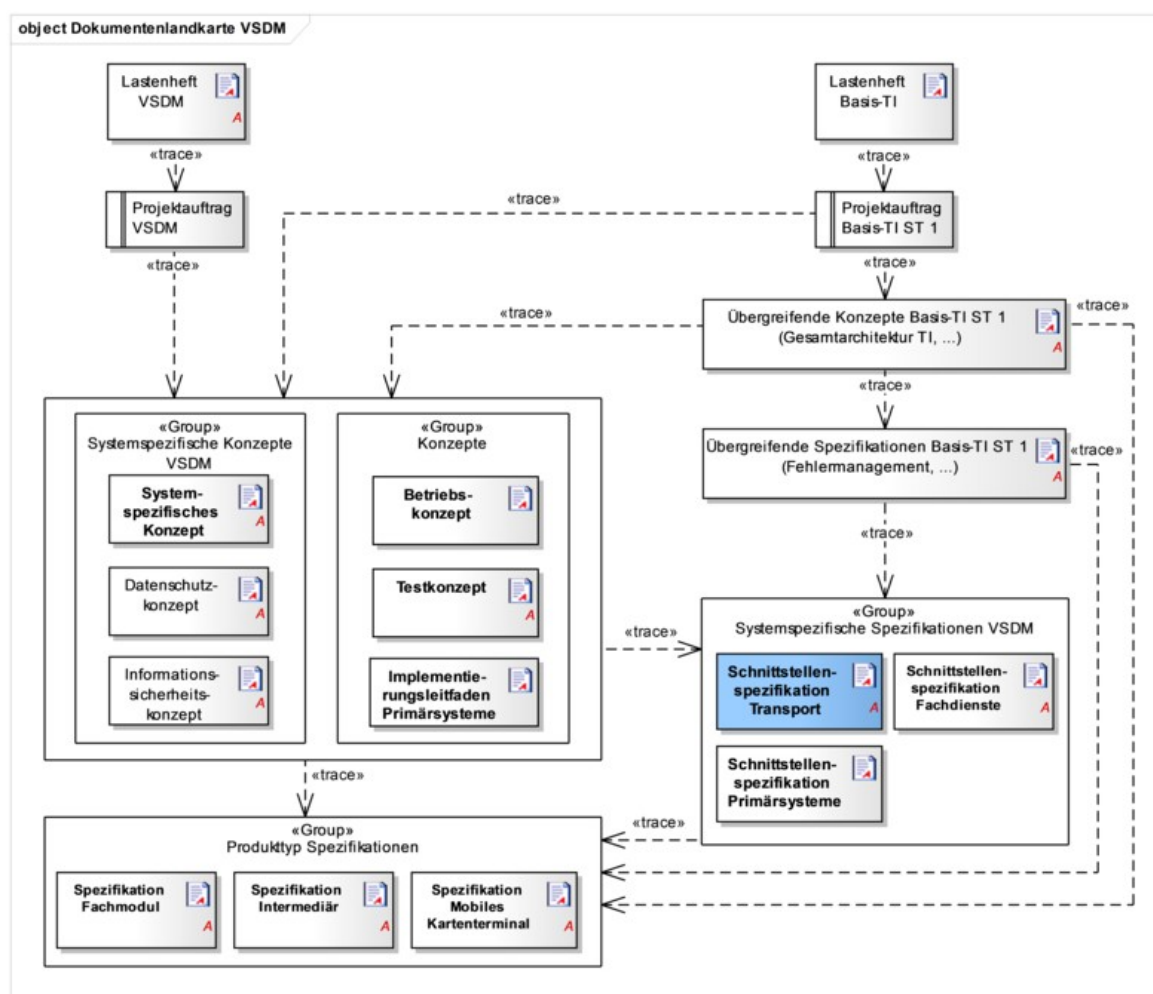 object Dokumentenlandkarte VSDM
Lastenheft
VSDM
A
Lastenheft
Basis-TI
«trace»
«trace»
Projektauftrag
VSDM
«trace»
Projektauftrag
Basis-TI ST 1
«trace»
«trace»
«trace»
Übergreifende Konzepte Basis-TI ST 1
(Gesamtarchitektur TI, ...)
A
«trace»
«trace»
Übergreifende Spezifikationen Basis-TI ST 1
(Fehlermanagement, ...)
A
«trace»
«Group»
Systemspezifische Konzepte
VSDM
System-
spezifisches
Konzept
A
Datenschutz-
konzept
A
Informations-
sicherheits-
konzept
A
«Group»
Konzepte
Betriebs-
konzept
Testkonzept
A
Implementie-
rungsleitfaden
Primärsysteme
«trace»
«trace»
«trace»
«Group»
Systemspezifische Spezifikationen VSDM
Schnittstellen-
spezifikation
Transport
A
Schnittstellen-
spezifikation
Fachdienste
A
Schnittstellen-
spezifikation
Primärsysteme
«trace»
«trace»
«Group»
Produkttyp Spezifikationen
Spezifikation
Fachmodul
A
Spezifikation
Intermediär
A
Spezifikation
Mobiles
Kartenterminal
A